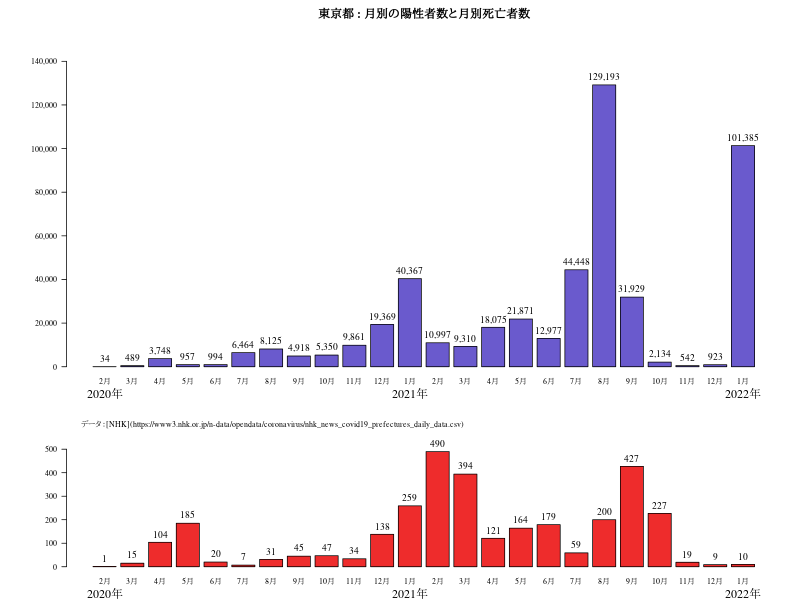 東京都 : 月別の陽性者数と月別死亡者数
140,000
120,000
100,000
80,000
60,000
40,000
20,000
0
34 489 3,748 957 994 6,464 8,125 4,918 5,350 9,861 19,369 40,367 10,997 9,310 18,075 21,871 12,977 44,448 129,193 31,929 2,134 542 923 101,385
2月 3月 4月 5月 6月 7月 8月 9月 10月 11月 12月 1月 2月 3月 4月 5月 6月 7月 8月 9月 10月 11月 12月 1月
2020年 2021年 2022年
データ:[NHK](https://www3.nhk.or.jp/n-data/opendata/coronavirus/nhk_news_covid19_prefectures_daily_data.csv)
500
400
300
200
100
0
1 15 104 185 20 7 31 45 47 34 138 259 490 394 121 164 179 59 200 427 227 19 9 10
2月 3月 4月 5月 6月 7月 8月 9月 10月 11月 12月 1月 2月 3月 4月 5月 6月 7月 8月 9月 10月 11月 12月 1月
2020年 2021年 2022年